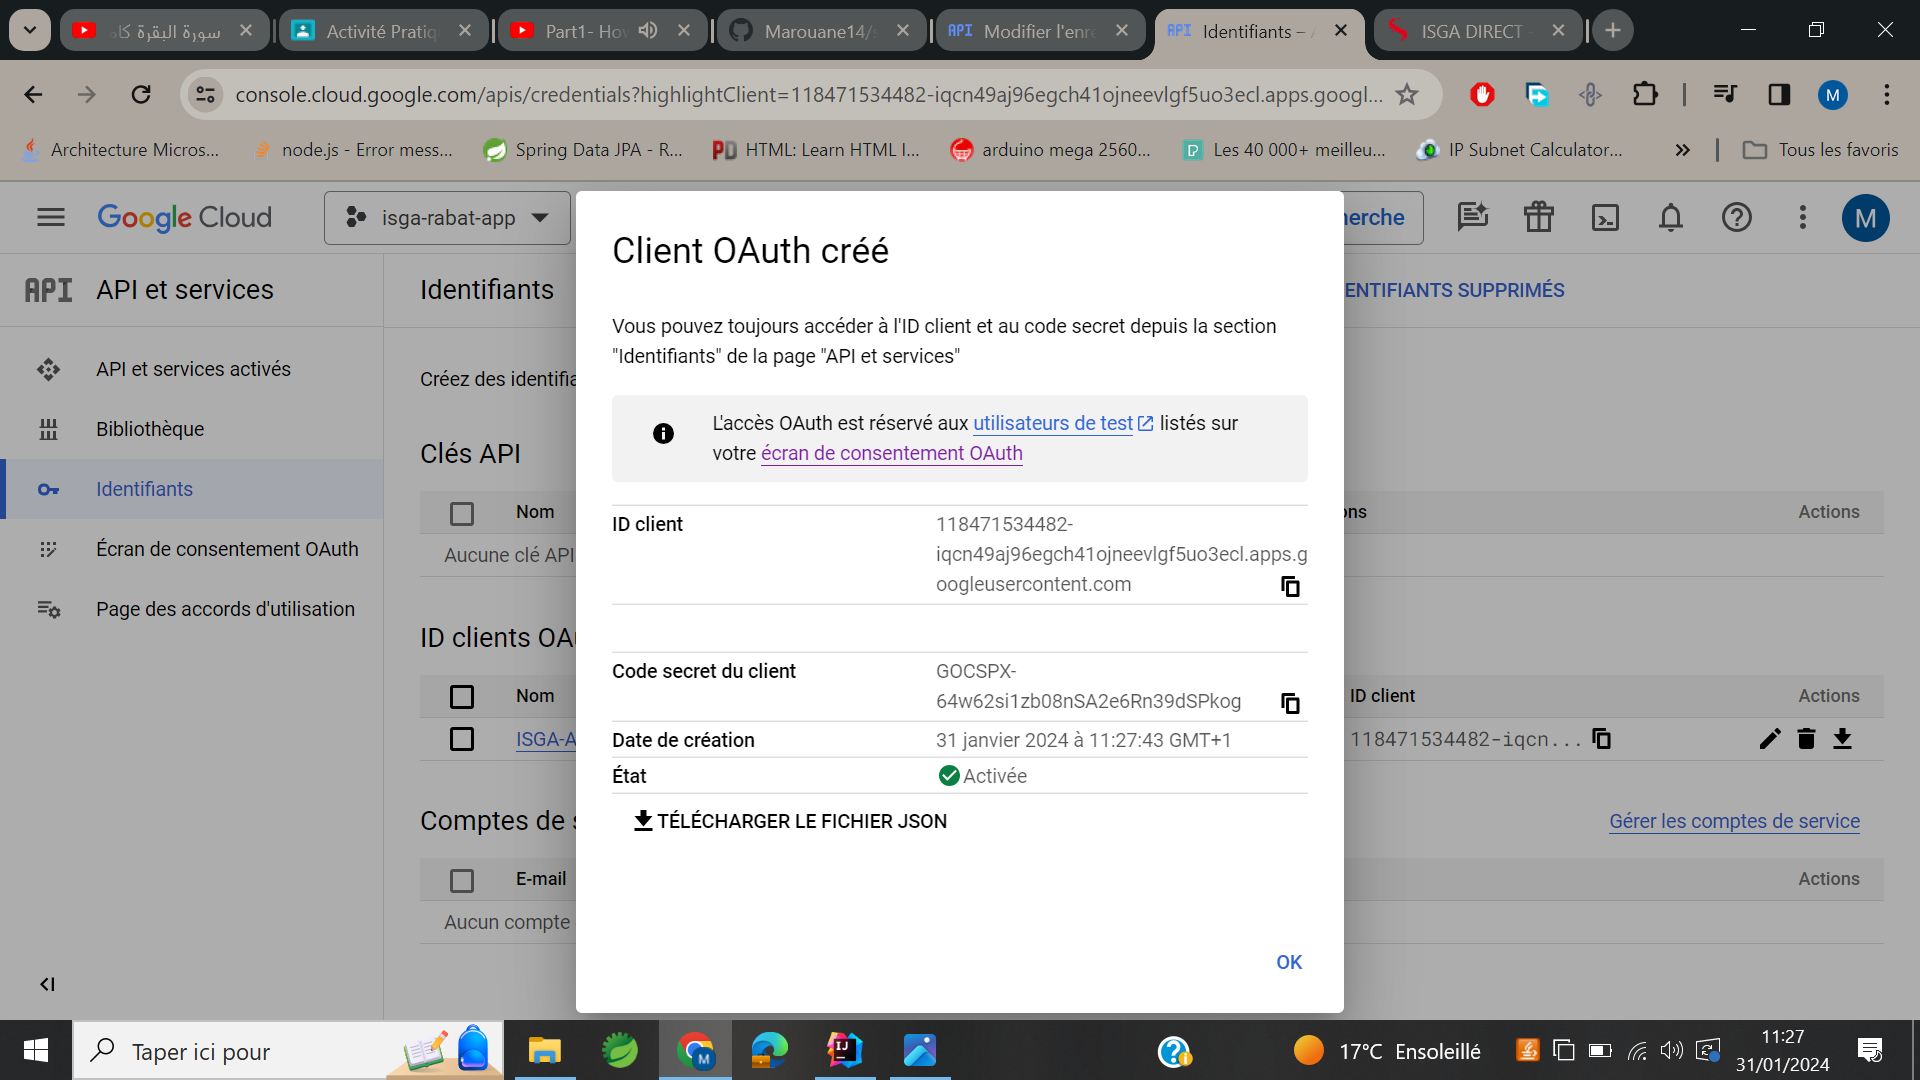 سورة البقرة كام
Activité Pratiq
Part1- Hov
Marouane14/s
API Modifier l'enre
API Identifiants – A
ISGA DIRECT -
console.cloud.google.com/apis/credentials?highlightClient=118471534482-iqcn49aj96egch41ojneevlgf5uo3ecl.apps.googl...
M
Architecture Micros...
node.js - Error mess...
Spring Data JPA - R...
PD HTML: Learn HTML I...
arduino mega 2560...
Les 40 000+ meilleu...
IP Subnet Calculator...
Tous les favoris
Google Cloud
isga-rabat-app
herche
M
API API et services
Identifiants
ENTIFIANTS SUPPRIMÉS
API et services activés
Bibliothèque
Identifiants
Écran de consentement OAuth
Page des accords d'utilisation
Créez des identifia
Clés API
Nom
ons
Actions
Aucune clé API
ID clients OAu
Nom
ID client
Actions
ISGA-A
118471534482-iqcn...
Comptes de s
Gérer les comptes de service
E-mail
Actions
Aucun compte
Client OAuth créé
Vous pouvez toujours accéder à l'ID client et au code secret depuis la section
"Identifiants" de la page "API et services"
L'accès OAuth est réservé aux utilisateurs de test listés sur
votre écran de consentement OAuth
ID client
118471534482-
iqcn49aj96egch41ojneevlgf5uo3ecl.apps.g
oogleusercontent.com
Code secret du client
GOCSPX-
64w62si1zb08nSA2e6Rn39dSPkog
Date de création
31 janvier 2024 à 11:27:43 GMT+1
État
Activée
TÉLÉCHARGER LE FICHIER JSON
OK
Taper ici pour
17°C Ensoleillé
11:27
31/01/2024